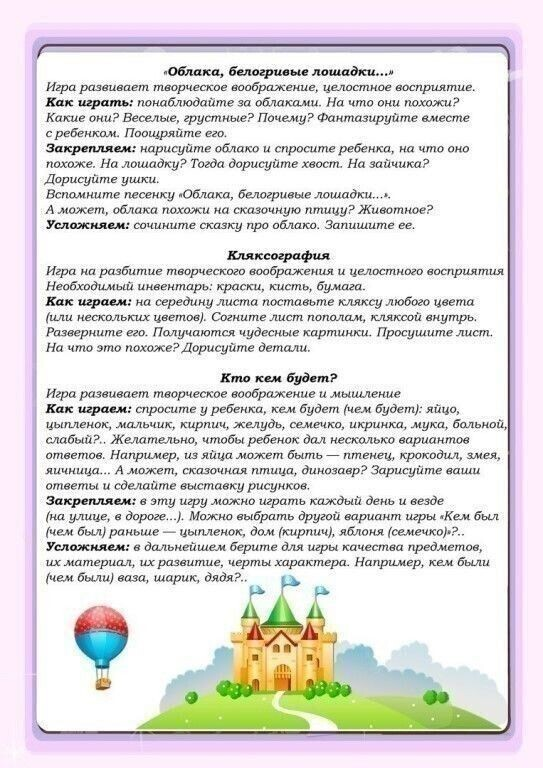 «Облака, белогривые лошадки...»
Игра развивает творческое воображение, целостное восприятие.
Как играть: понаблюдайте за облаками. На что они похожи?
Какие они? Веселые, грустные? Почему? Фантазируйте вместе
с ребенком. Поощряйте его.
Закрепляем: нарисуйте облако и спросите ребенка, на что оно
похоже. На лошадку? Тогда дорисуйте хвост. На зайчика?
Дорисуйте ушки.
Вспомните песенку «Облака, белогривые лошадки...».
А может, облака похожи на сказочную птицу? Животное?
Усложняем: сочините сказку про облако. Запишите ее.
Кляксография
Игра на разбитие творческого воображения и целостного восприятия
Необходимый инвентарь: краски, кисть, бумага.
Как играем: на середину листа поставьте кляксу любого цвета
(или нескольких цветов). Согните лист пополам, кляксой внутрь.
Разверните его. Получаются чудесные картинки. Просушите лист.
На что это похоже? Дорисуйте детали.
Кто кем будет?
Игра развивает творческое воображение и мышление
Как играем: спросите у ребенка, кем будет (чем будет): яйцо,
цыпленок, мальчик, кирпич, желудь, семечко, икринка, мука, больной,
слабый?.. Желательно, чтобы ребенок дал несколько вариантов
ответов. Например, из яйца может быть — птенец, крокодил, змея,
яичница... А может, сказочная птица, динозавр? Зарисуйте ваши
ответы и сделайте выставку рисунков.
Закрепляем: в эту игру можно играть каждый день и везде
(на улице, в дороге...). Можно выбрать другой вариант игры «Кем был
(чем был) раньше — цыпленок, дом (кирпич), яблоня (семечко)»?..
Усложняем: в дальнейшем берите для игры качества предметов,
их материал, их развитие, черты характера. Например, кем были
(чем были) ваза, шарик, дядя?..